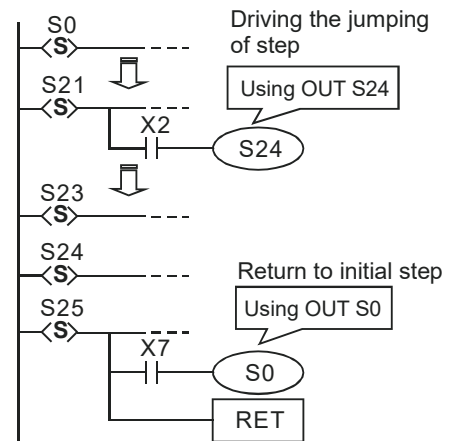 Driving the jumping
of step
S0
S
S21
S
Using OUT S24
X2
S24
S23
S
S24
S
Return to initial step
S25
S
Using OUT S0
X7
S0
RET